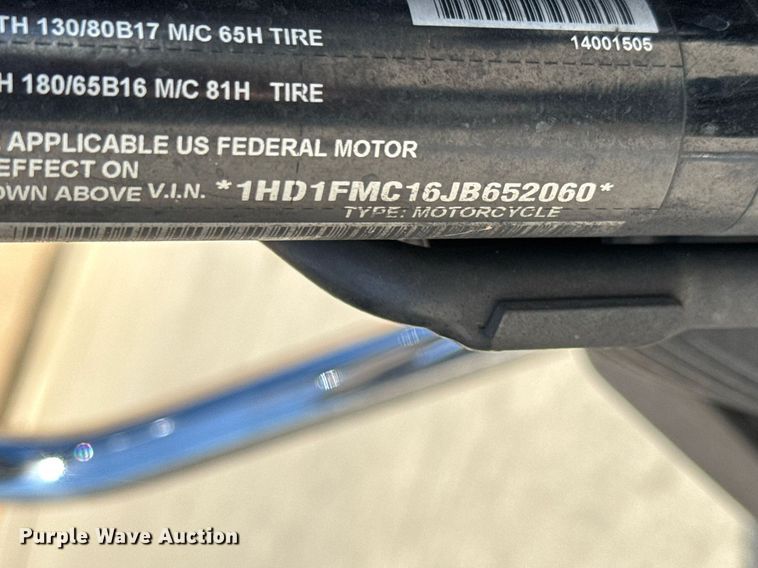 TH 130/80B17 M/C 65H TIRE
14001505
H 180/65B16 M/C 81H TIRE
APPLICABLE US FEDERAL MOTOR
EFFECT ON
OWN ABOVE V.I.N. *1HD1FMC16JB652060*
TYPE: MOTORCYCLE
Purple Wave Auction